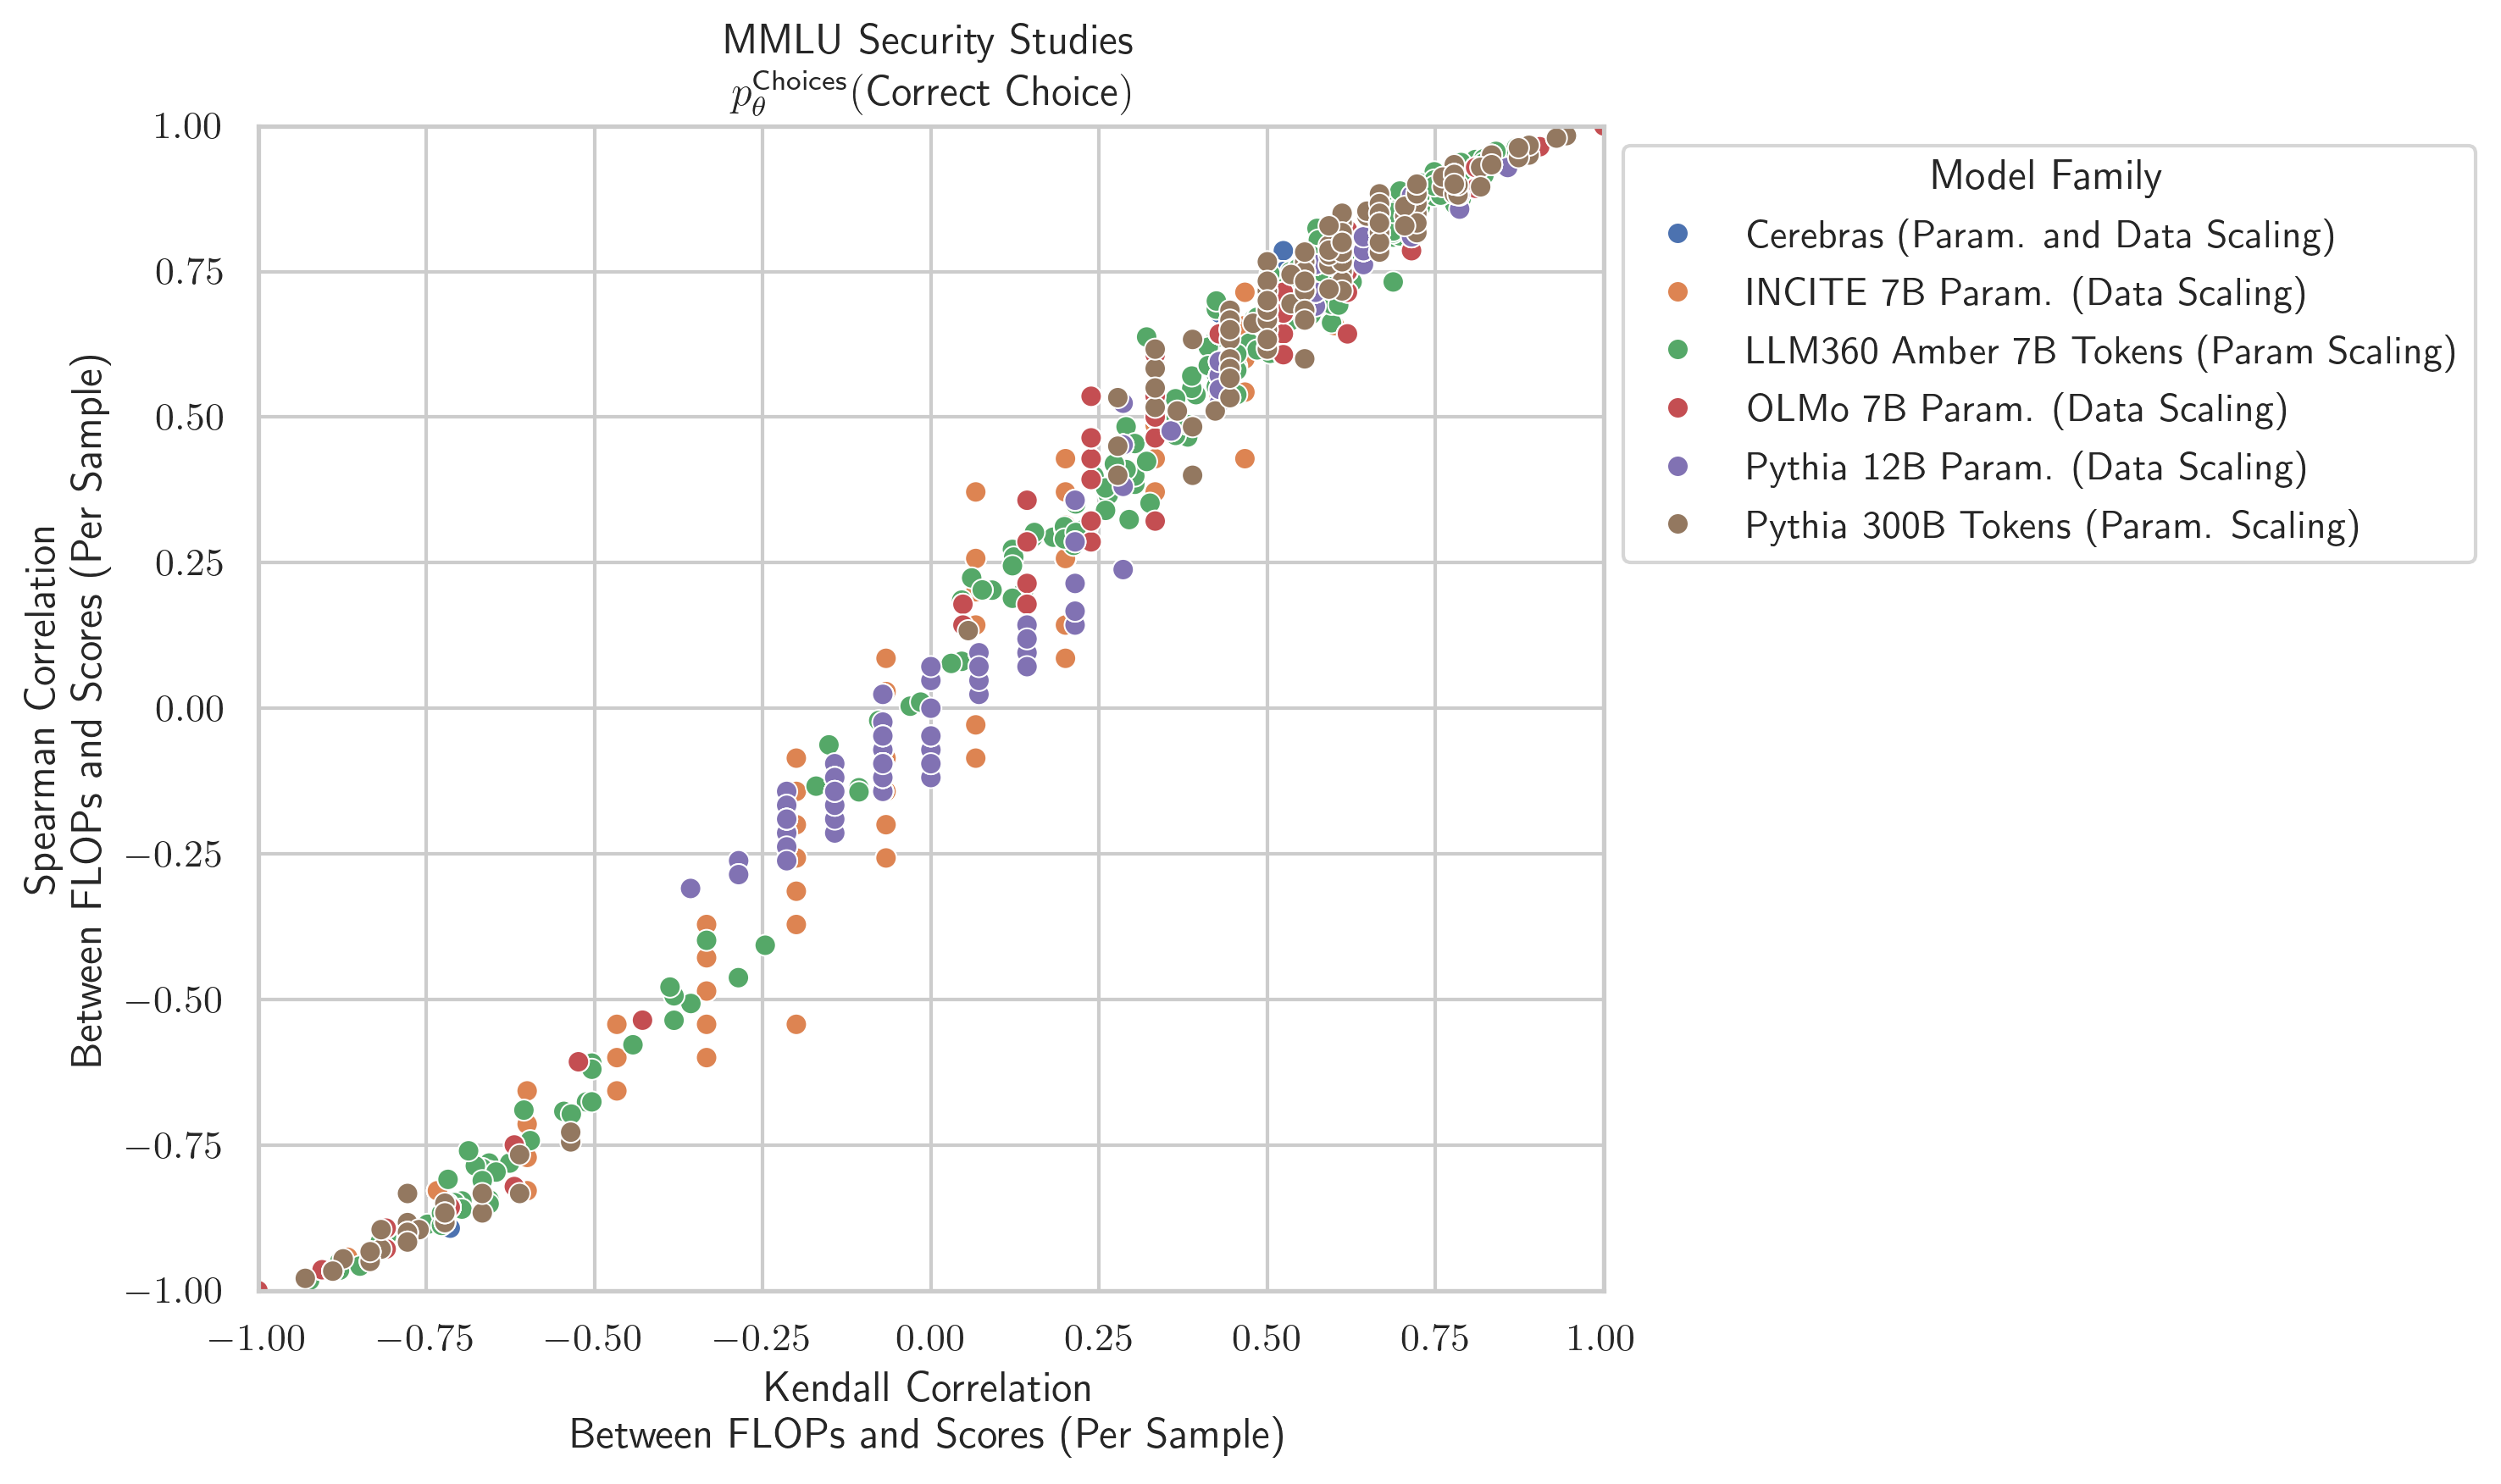 MMLU Security Studies
p_θ^Choices(Correct Choice)
1.00
0.75
0.50
0.25
0.00
−0.25
−0.50
−0.75
−1.00
Spearman Correlation
Between FLOPs and Scores (Per Sample)
−1.00 −0.75 −0.50 −0.25 0.00 0.25 0.50 0.75 1.00
Kendall Correlation
Between FLOPs and Scores (Per Sample)
Model Family
Cerebras (Param. and Data Scaling)
INCITE 7B Param. (Data Scaling)
LLM360 Amber 7B Tokens (Param Scaling)
OLMo 7B Param. (Data Scaling)
Pythia 12B Param. (Data Scaling)
Pythia 300B Tokens (Param. Scaling)